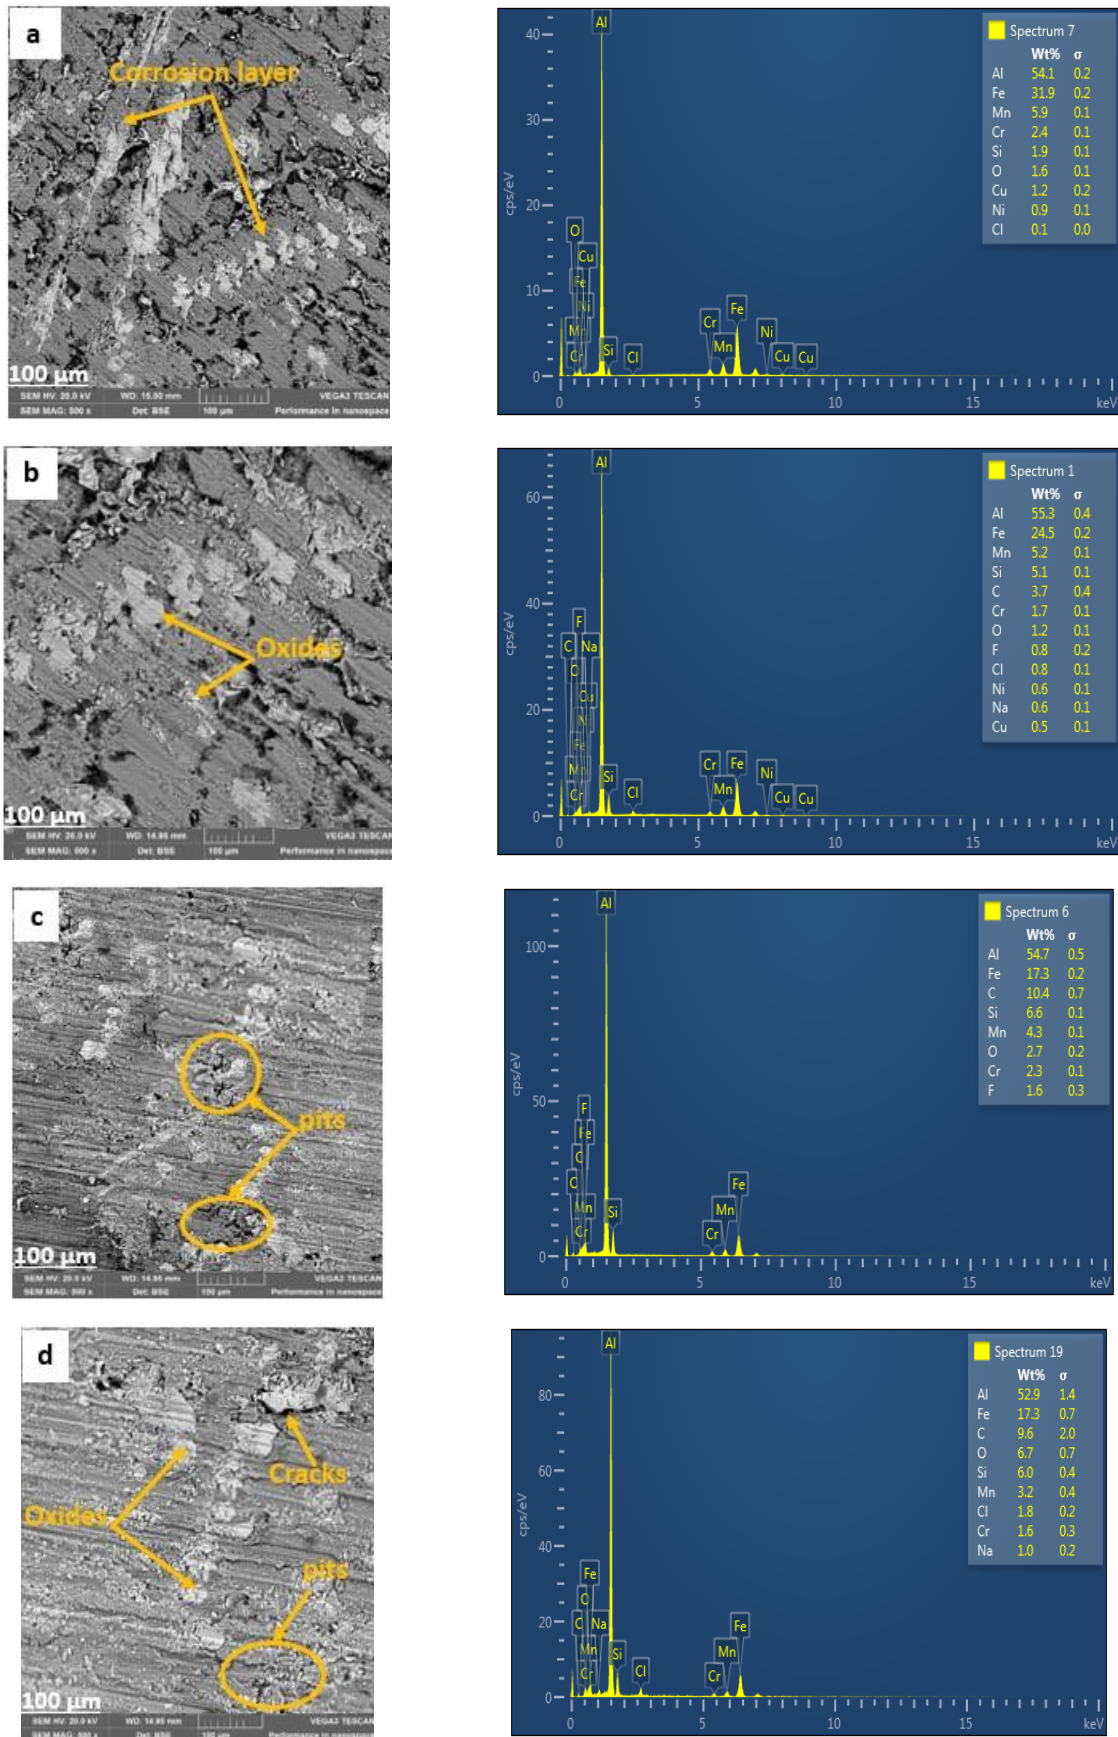 a
Corrosion layer
100 µm
SEM HV: 20.0 kV WD: 15.00 mm VEGA3 TESCAN
SEM MAG: 500 x Det: BSE 100 µm Performance in nanospace
40
30
20
10
0
cps/eV
Al
O
Cu
Fe
Ni
Mn
Cr
Si
Cl
Cr
Mn
Fe
Ni
Cu
Cu
0 5 10 15 keV
Spectrum 7
Wt% σ
Al 54.1 0.2
Fe 31.9 0.2
Mn 5.9 0.1
Cr 2.4 0.1
Si 1.9 0.1
O 1.6 0.1
Cu 1.2 0.2
Ni 0.9 0.1
Cl 0.1 0.0
b
Oxides
100 µm
SEM HV: 20.0 kV WD: 14.98 mm VEGA3 TESCAN
Det: BSE 100 µm Performance in nanospace
60
40
20
0
cps/eV
Al
F
C
Na
Cu
Fe
Cr
Si
Cl
Cr
Mn
Fe
Ni
Cu
Cu
0 5 10 15 keV
Spectrum 1
Wt% σ
Al 55.3 0.4
Fe 24.5 0.2
Mn 5.2 0.1
Si 5.1 0.1
C 3.7 0.4
Cr 1.7 0.1
O 1.2 0.1
F 0.8 0.2
Cl 0.8 0.1
Ni 0.6 0.1
Na 0.6 0.1
Cu 0.5 0.1
c
pits
100 µm
SEM HV: 20.0 kV VEGA3 TESCAN
Det: BSE 100 µm Performance in nanospace
100
50
0
cps/eV
Al
F
Fe
C
Mn
Cr
Si
Cr
Mn
Fe
0 5 10 15 keV
Spectrum 6
Wt% σ
Al 54.7 0.5
Fe 17.3 0.2
C 10.4 0.7
Si 6.6 0.1
Mn 4.3 0.1
O 2.7 0.2
Cr 2.3 0.1
F 1.6 0.3
d
Cracks
Oxides
pits
100 µm
SEM HV: 20.0 kV VEGA3 TESCAN
Det: BSE 100 µm Performance in nanospace
80
60
40
20
0
cps/eV
Al
Fe
O
C
Na
Mn
Cr
Si
Cl
Cr
Mn
Fe
0 5 10 15 keV
Spectrum 19
Wt% σ
Al 52.9 1.4
Fe 17.3 0.7
C 9.6 2.0
O 6.7 0.7
Si 6.0 0.4
Mn 3.2 0.4
Cl 1.8 0.2
Cr 1.6 0.3
Na 1.0 0.2